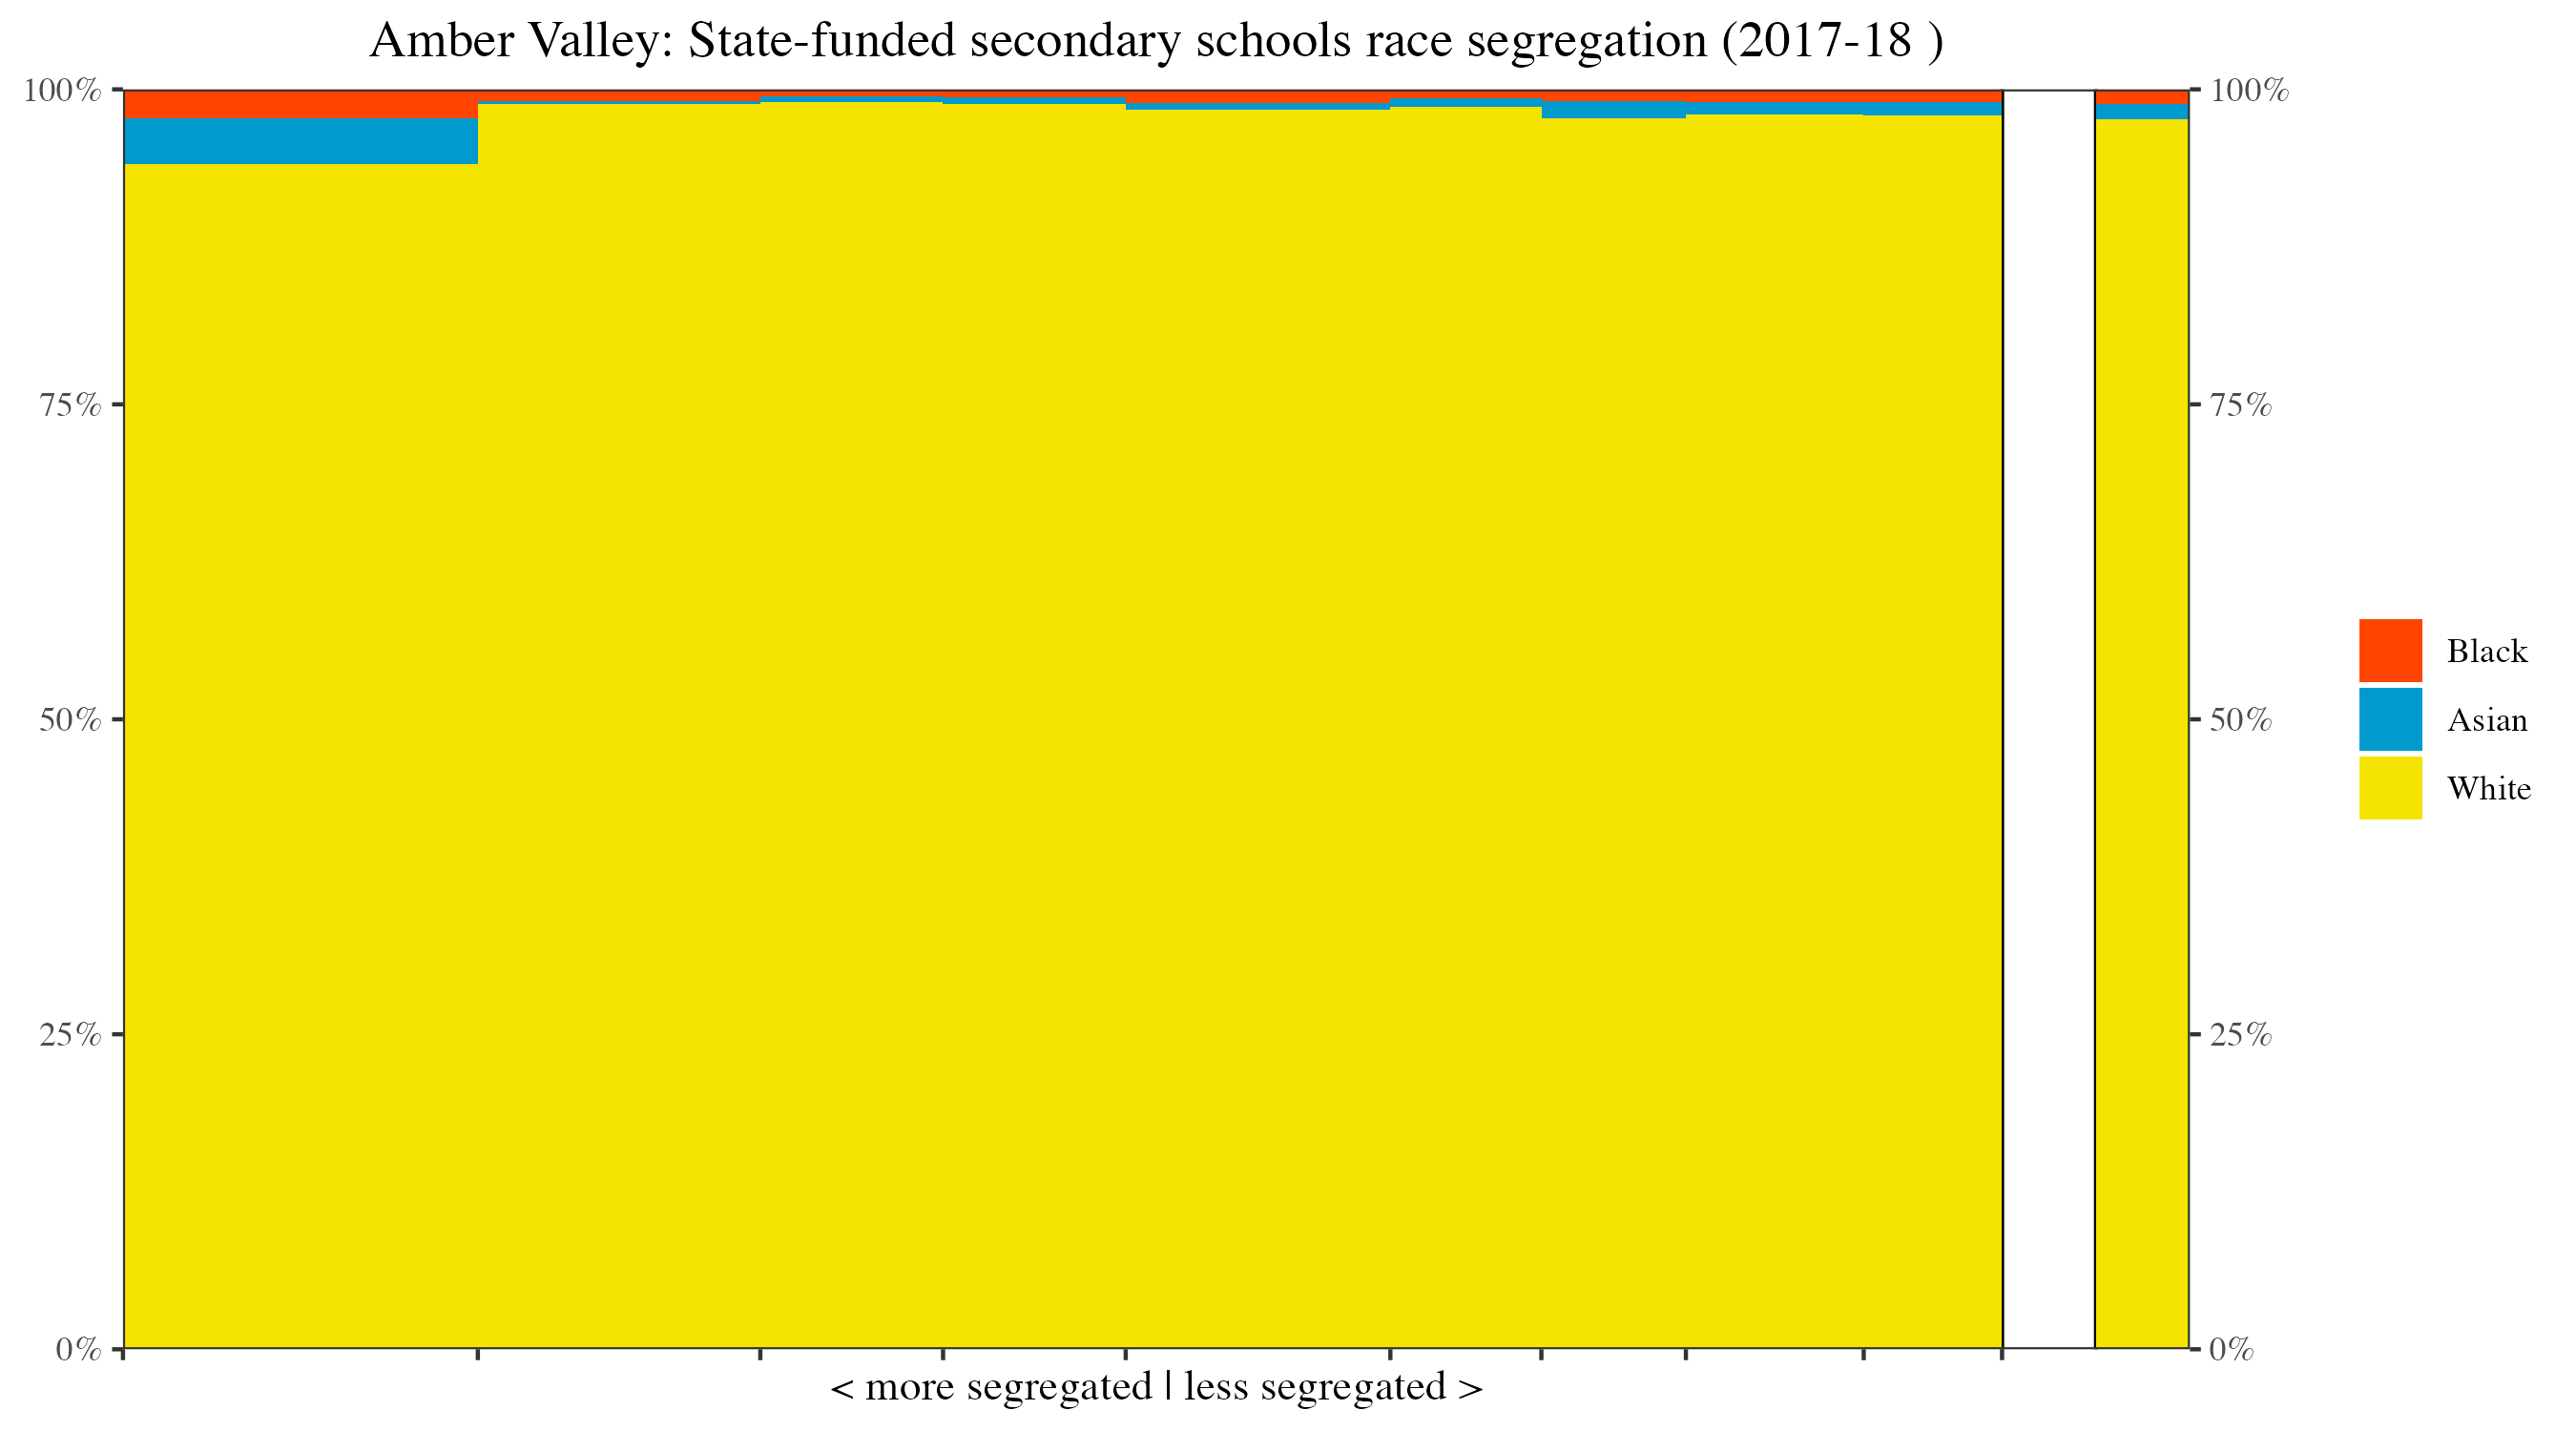 Amber Valley: State-funded secondary schools race segregation (2017-18 )
100%
75%
50%
25%
0%
100%
75%
50%
25%
0%
Black
Asian
White
< more segregated | less segregated >